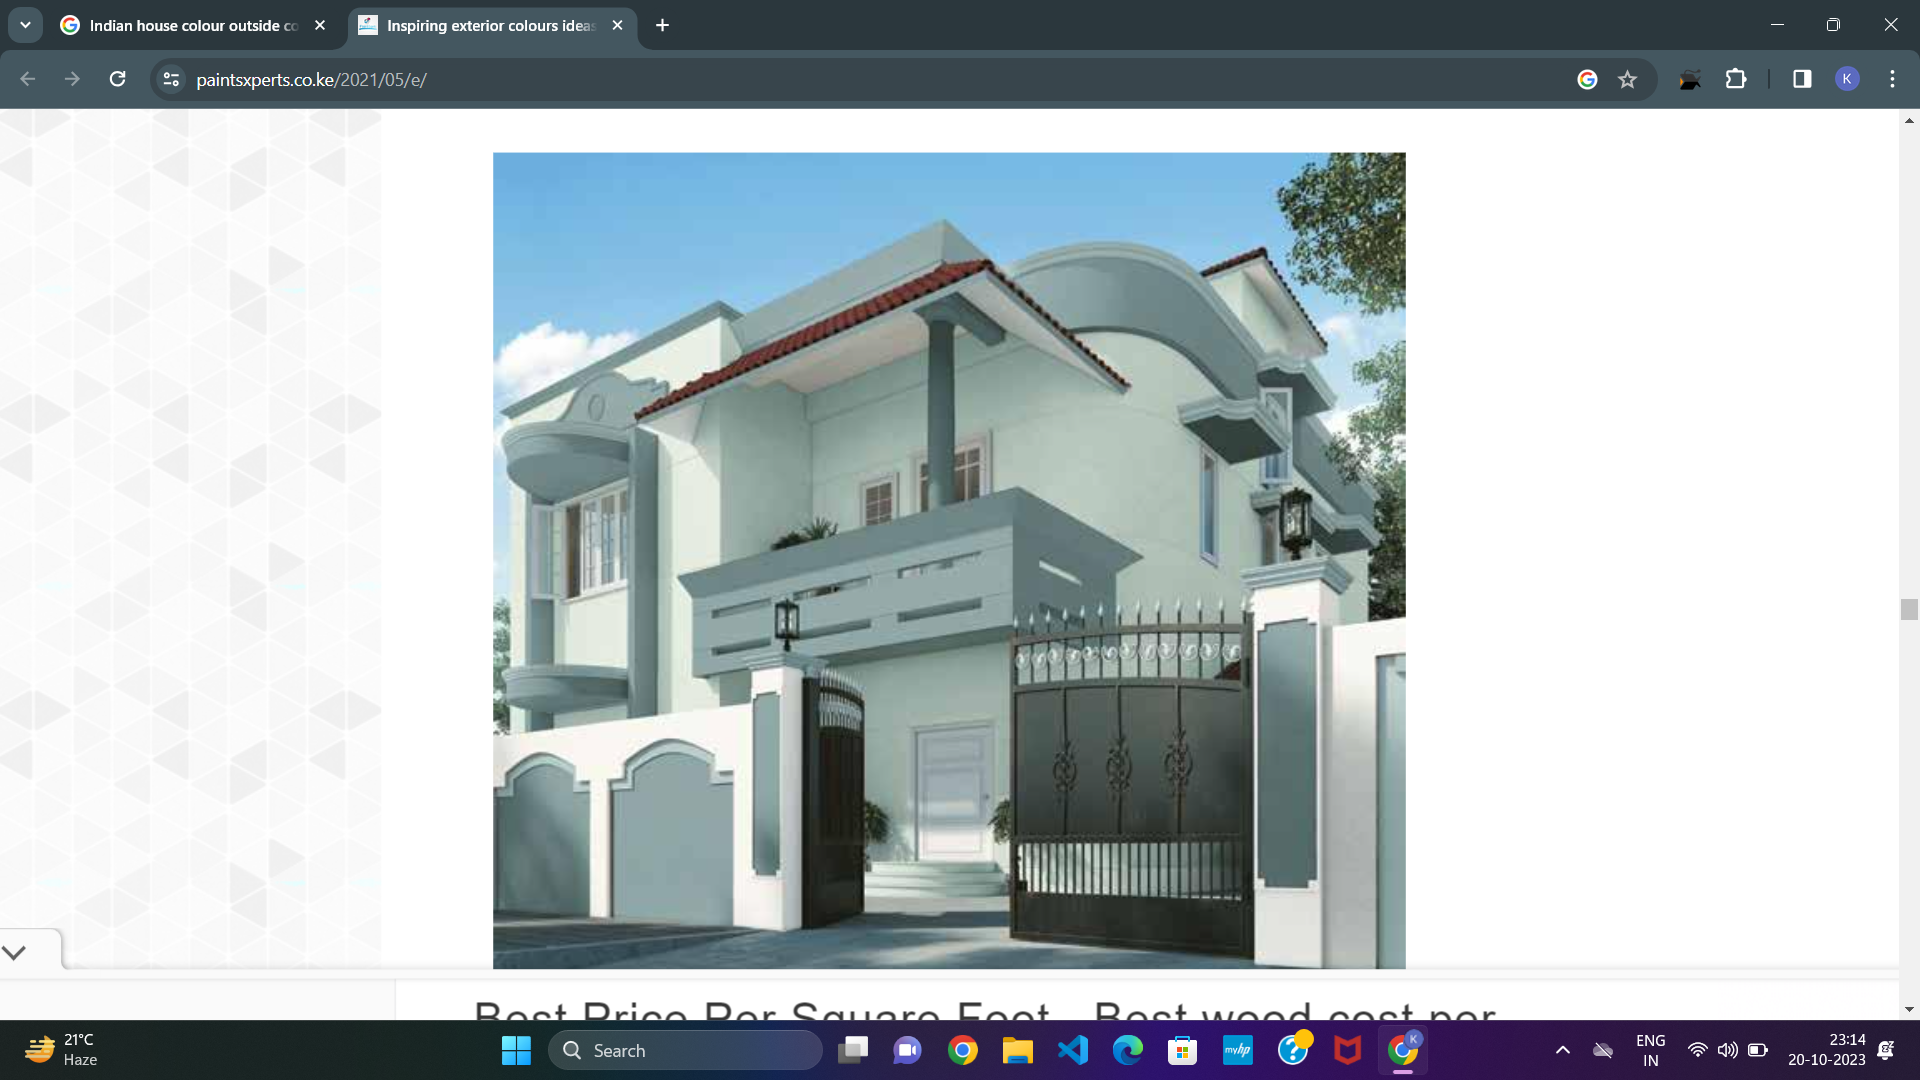 Indian house colour outside co
Inspiring exterior colours ideas
paintsxperts.co.ke/2021/05/e/
K
Best Price Per Square Foot - Best wood cost per
21°C
Haze
Search
myhp
K
ENG
IN
23:14
20-10-2023